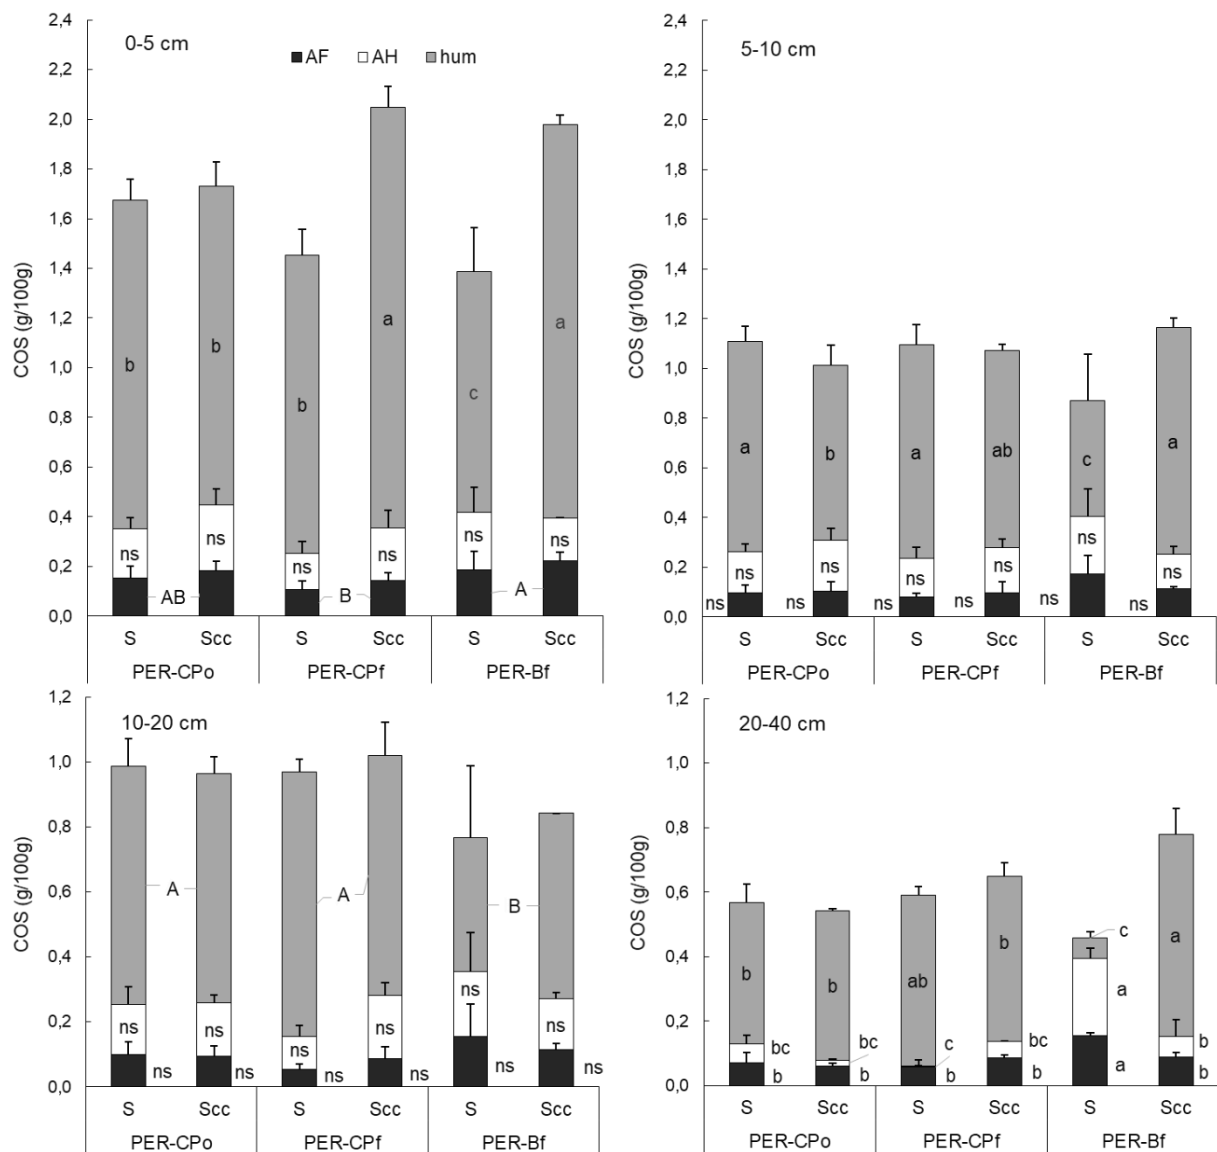 0-5 cm
AF AH hum
COS (g/100g)
2,4
2,2
2,0
1,8
1,6
1,4
1,2
1,0
0,8
0,6
0,4
0,2
0,0
b b b a c a
ns ns ns ns ns ns
AB B A
S Scc S Scc S Scc
PER-CPo PER-CPf PER-Bf
5-10 cm
COS (g/100g)
2,4
2,2
2,0
1,8
1,6
1,4
1,2
1,0
0,8
0,6
0,4
0,2
0,0
a b a ab c a
ns ns ns ns ns ns
ns ns ns ns ns ns
S Scc S Scc S Scc
PER-CPo PER-CPf PER-Bf
10-20 cm
COS (g/100g)
1,2
1,0
0,8
0,6
0,4
0,2
0,0
A A B
ns ns ns ns ns ns
ns ns ns ns ns ns
S Scc S Scc S Scc
PER-CPo PER-CPf PER-Bf
20-40 cm
COS (g/100g)
1,2
1,0
0,8
0,6
0,4
0,2
0,0
b b ab b c a
bc bc c bc a b
b b b b a b
S Scc S Scc S Scc
PER-CPo PER-CPf PER-Bf